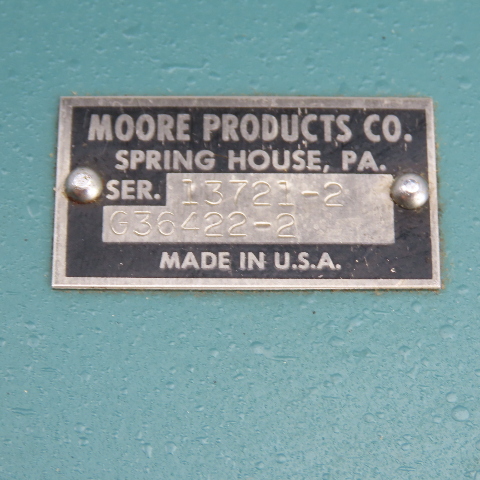 MOORE PRODUCTS CO.
SPRING HOUSE, PA.
SER. 13721-2
G36422-2
MADE IN U.S.A.